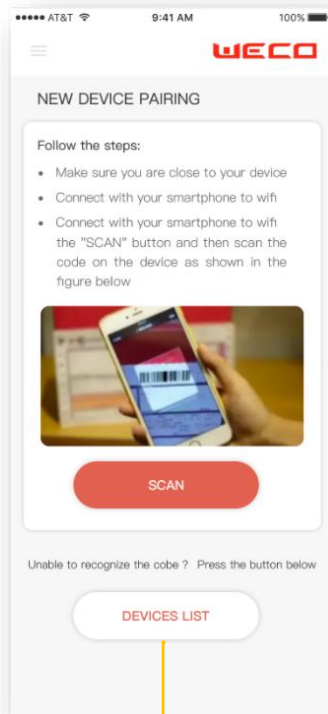 AT&T 9:41 AM 100%
WECO
NEW DEVICE PAIRING
Follow the steps:
• Make sure you are close to your device
• Connect with your smartphone to wifi
• Connect with your smartphone to wifi
the "SCAN" button and then scan the
code on the device as shown in the
figure below
SCAN
Unable to recognize the cobe ? Press the button below
DEVICES LIST